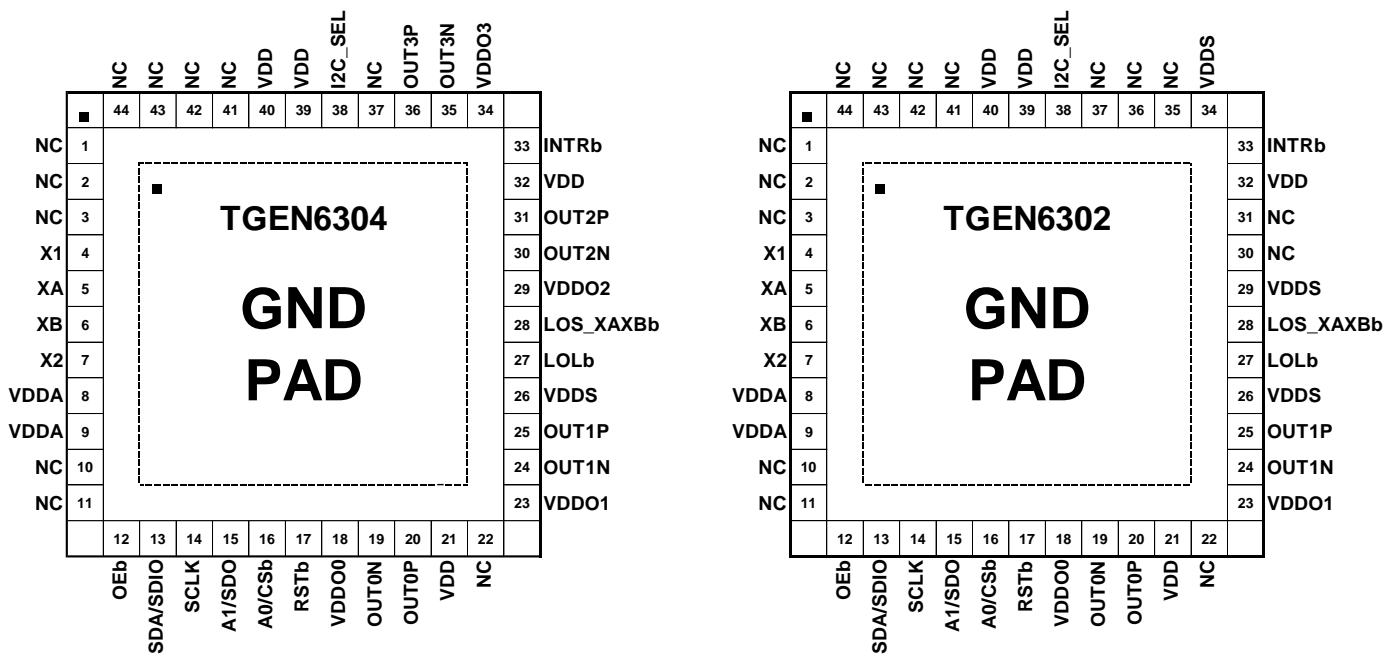 NC NC NC NC VDD VDD I2C_SEL NC OUT3P OUT3N VDDO3
44 43 42 41 40 39 38 37 36 35 34
NC 1 33 INTRb
NC 2 32 VDD
NC 3 TGEN6304 31 OUT2P
X1 4 30 OUT2N
XA 5 GND 29 VDDO2
XB 6 28 LOS_XAXBb
X2 7 PAD 27 LOLb
VDDA 8 26 VDDS
VDDA 9 25 OUT1P
NC 10 24 OUT1N
NC 11 23 VDDO1
12 13 14 15 16 17 18 19 20 21 22
OEb SDA/SDIO SCLK A1/SDO A0/CSb RSTb VDDO0 OUT0N OUT0P VDD NC
NC NC NC NC VDD VDD I2C_SEL NC NC NC VDDS
44 43 42 41 40 39 38 37 36 35 34
NC 1 33 INTRb
NC 2 32 VDD
NC 3 TGEN6302 31 NC
X1 4 30 NC
XA 5 GND 29 VDDS
XB 6 28 LOS_XAXBb
X2 7 PAD 27 LOLb
VDDA 8 26 VDDS
VDDA 9 25 OUT1P
NC 10 24 OUT1N
NC 11 23 VDDO1
12 13 14 15 16 17 18 19 20 21 22
OEb SDA/SDIO SCLK A1/SDO A0/CSb RSTb VDDO0 OUT0N OUT0P VDD NC